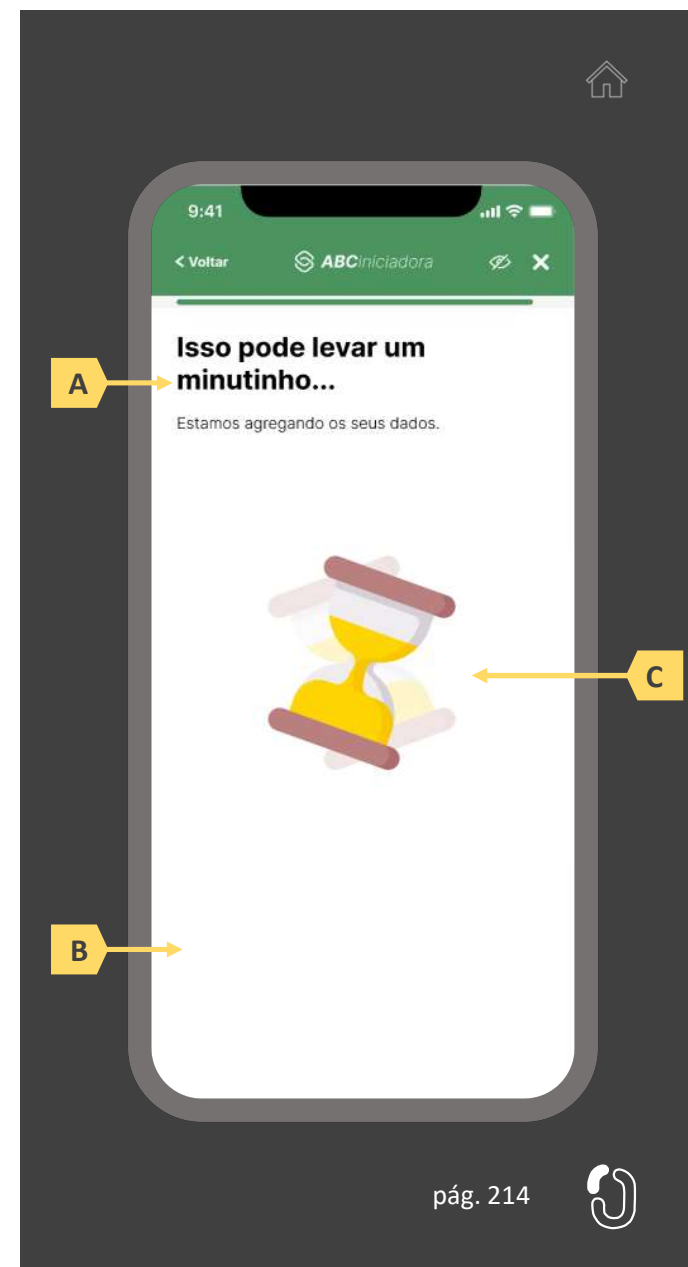 9:41
< Voltar ABCiniciadora
Isso pode levar um
minutinho...
A
Estamos agregando os seus dados.
C
B
pág. 214